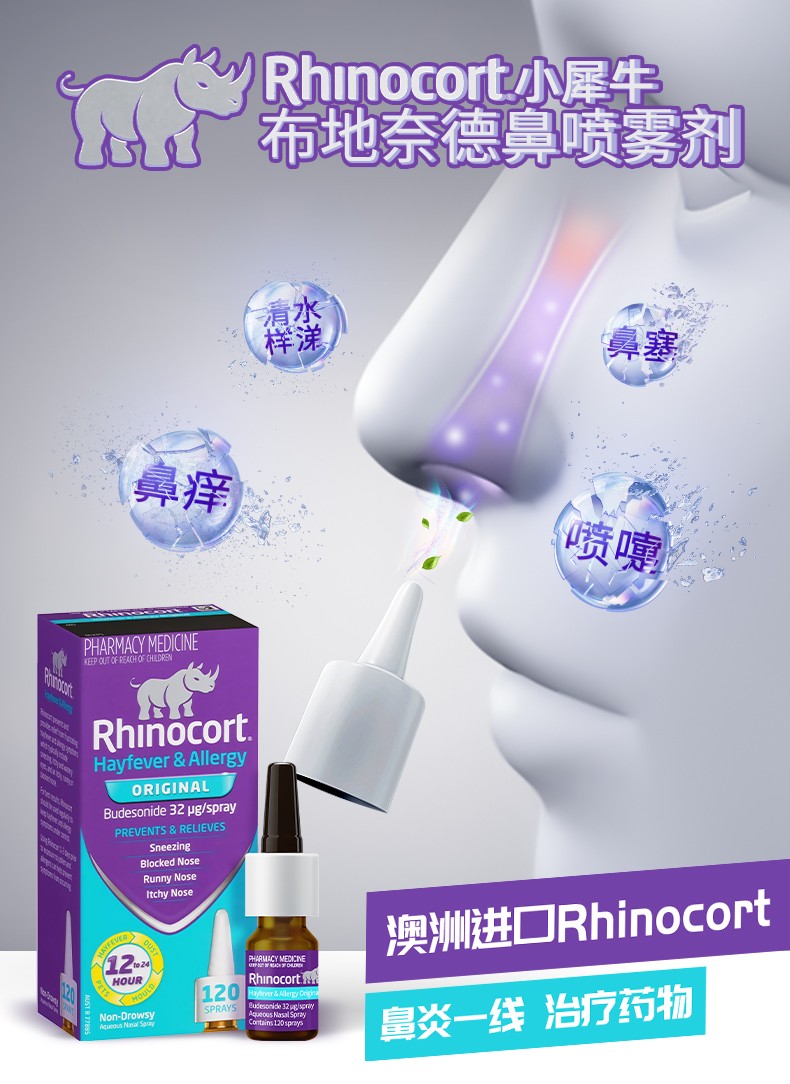 Rhinocort小犀牛
布地奈德鼻喷雾剂
清水
样涕
鼻塞
鼻痒
喷嚏
PHARMACY MEDICINE
KEEP OUT OF REACH OF CHILDREN
Rhinocort
Hayfever & Allergy
ORIGINAL
Budesonide 32 µg/spray
PREVENTS & RELIEVES
Sneezing
Blocked Nose
Runny Nose
Itchy Nose
HAYFEVER DUST
12 to 24
HOUR
PETS MOULD
120
SPRAYS
Non-Drowsy
Aqueous Nasal Spray
AUST R 77885
Rhinocort
Rhinocort
Hayfever & Allergy
120
PHARMACY MEDICINE
KEEP OUT OF REACH OF CHILDREN
Rhinocort
Hayfever & Allergy Original
Budesonide 32 µg/spray
Aqueous Nasal Spray
Contains 120 sprays
澳洲进口Rhinocort
鼻炎一线 治疗药物